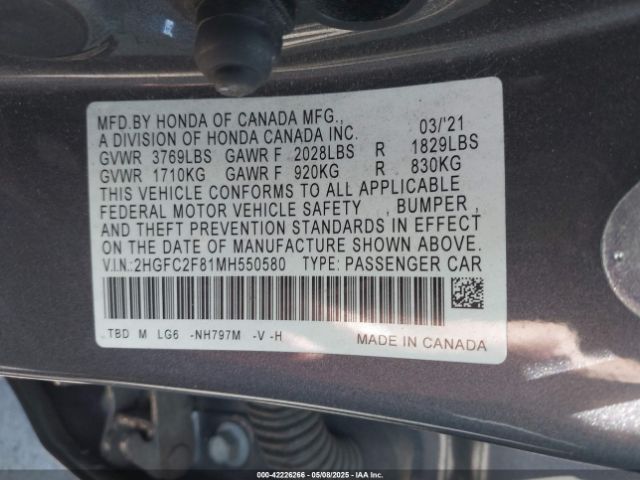 MFD.BY HONDA OF CANADA MFG., 03/'21
A DIVISION OF HONDA CANADA INC.
GVWR 3769LBS GAWR F 2028LBS R 1829LBS
GVWR 1710KG GAWR F 920KG R 830KG
THIS VEHICLE CONFORMS TO ALL APPLICABLE
FEDERAL MOTOR VEHICLE SAFETY , BUMPER ,
AND THEFT PREVENTION STANDARDS IN EFFECT
ON THE DATE OF MANUFACTURE SHOWN ABOVE.
V.I.N.:2HGFC2F81MH550580 TYPE: PASSENGER CAR
TBD M LG6 -NH797M -V -H MADE IN CANADA
000-42226266 - 05/08/2025 - IAA Inc.